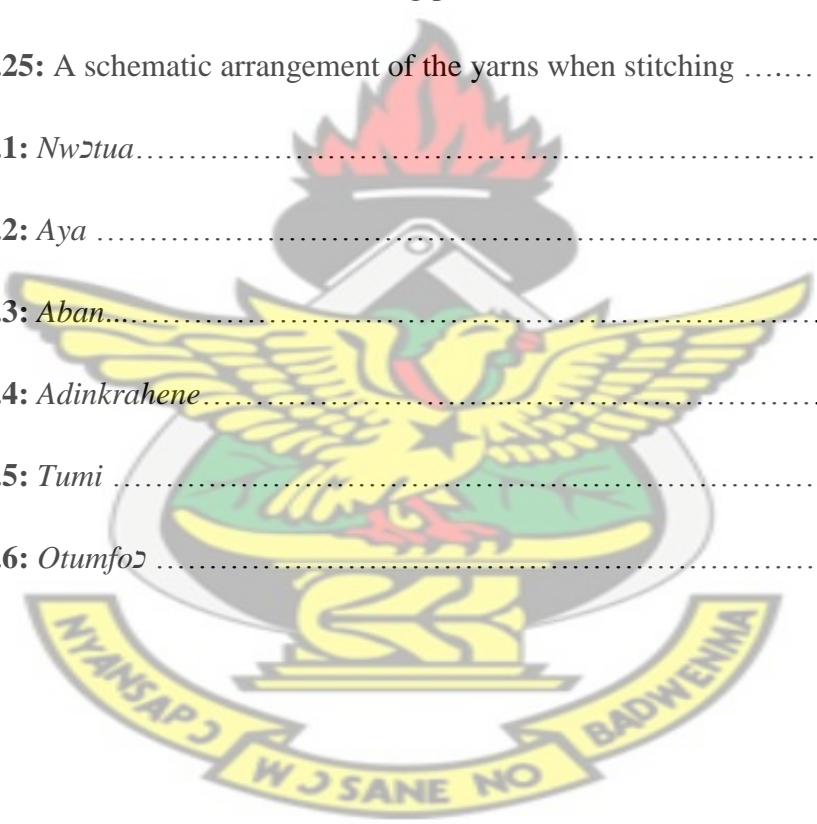 .25: A schematic arrangement of the yarns when stitching …....
.1: Nwɔtua……………………………………………………………
.2: Aya ………………………………………………………………
.3: Aban...……………………………………………………………
.4: Adinkrahene………………………...……………………………
.5: Tumi ……………………………………………………………
.6: Otumfoɔ …………………………………………………………
NYANSAPƆ
WƆSANE NO
BADWENMA